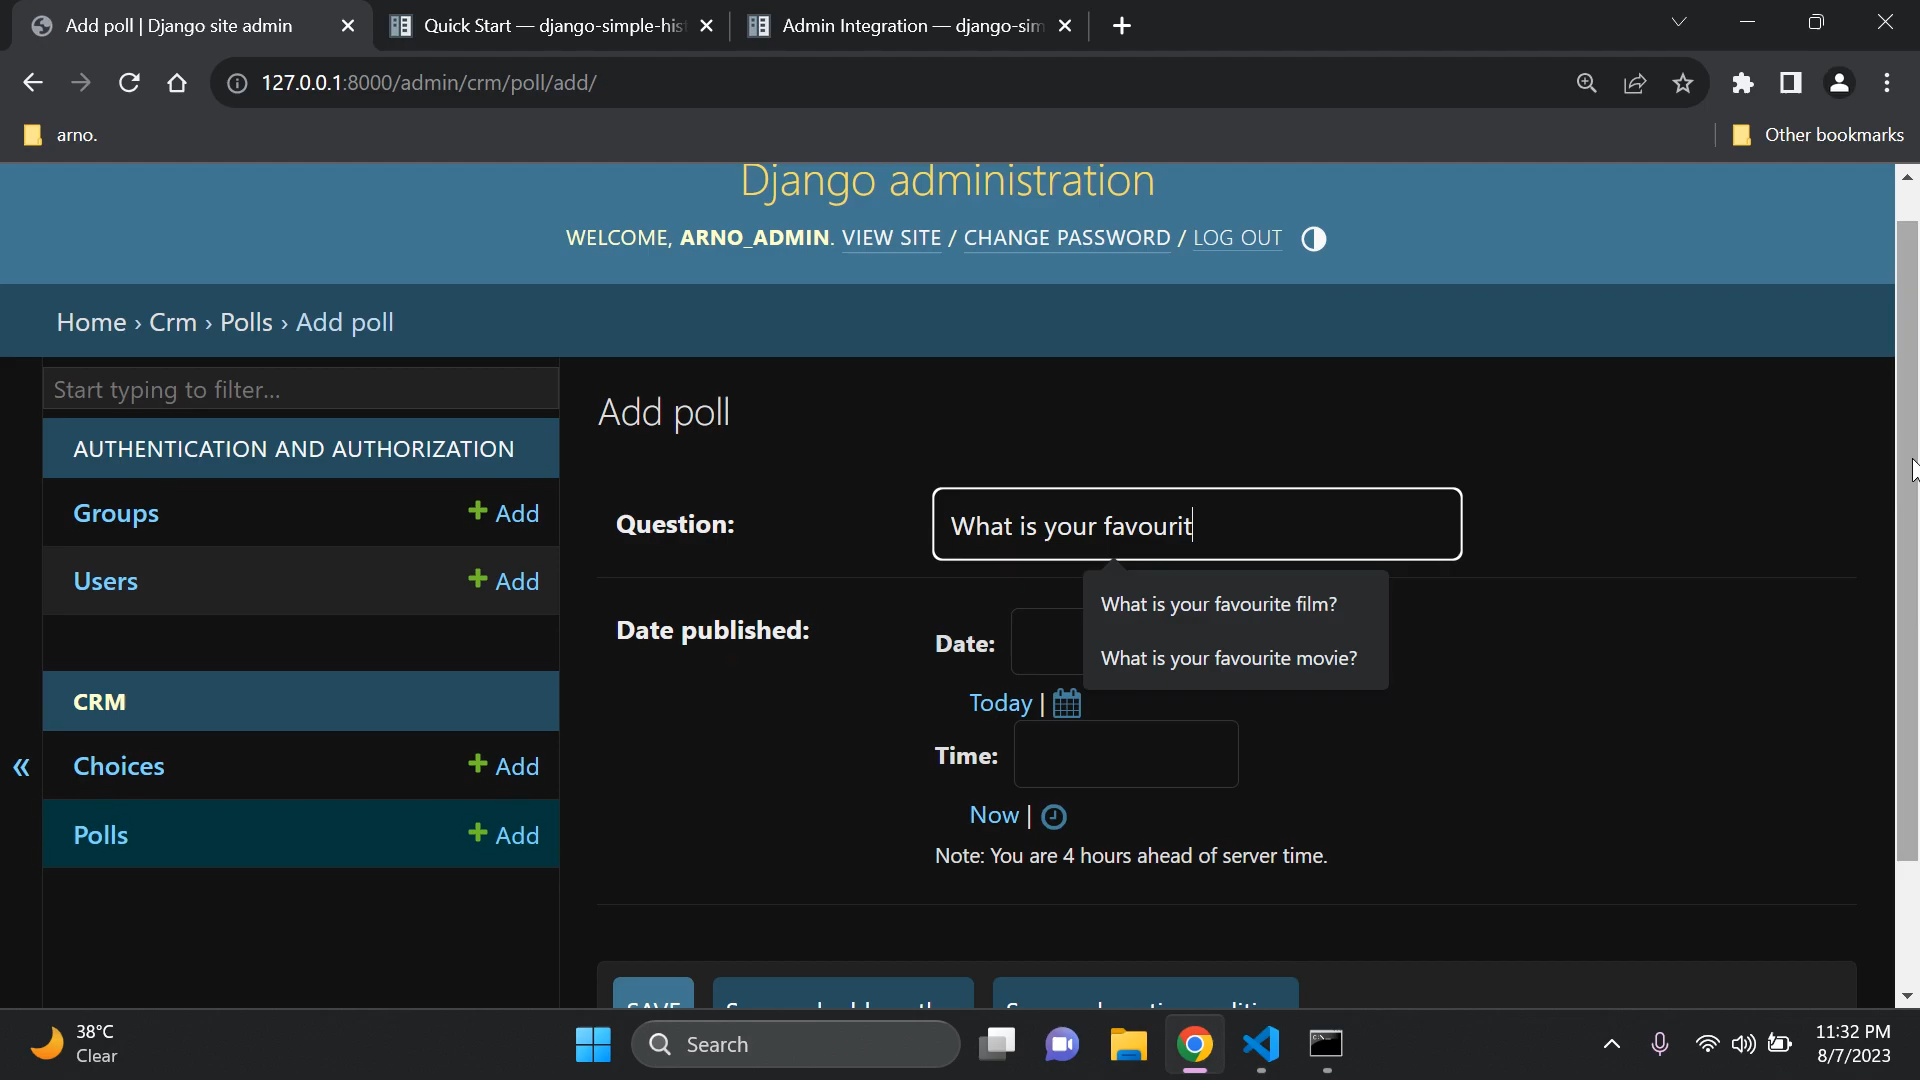 Add poll | Django site admin
Quick Start — django-simple-his
Admin Integration — django-sim
127.0.0.1:8000/admin/crm/poll/add/
arno.
Other bookmarks
Django administration
WELCOME, ARNO_ADMIN. VIEW SITE / CHANGE PASSWORD / LOG OUT
Home › Crm › Polls › Add poll
Start typing to filter...
AUTHENTICATION AND AUTHORIZATION
Groups + Add
Users + Add
CRM
Choices + Add
Polls + Add
«
Add poll
Question: What is your favourit
What is your favourite film?
What is your favourite movie?
Date published:
Date:
Today |
Time:
Now |
Note: You are 4 hours ahead of server time.
SAVE
38°C
Clear
Search
11:32 PM
8/7/2023